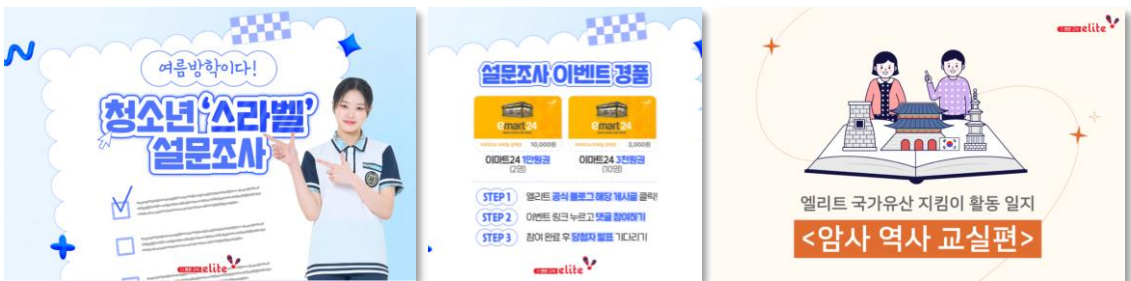 여름방학이다!
청소년 '스라벨'
설문조사
elite
설문조사 이벤트 경품
emart24
emart24
10,000원
3,000원
이마트24 1만원권
(2명)
이마트24 3천원권
(10명)
STEP 1 엘리트 공식 블로그 해당 게시글 클릭!
STEP 2 이벤트 링크 누르고 댓글 참여하기
STEP 3 참여 완료 후 당첨자 발표 기다리기
elite
elite
엘리트 국가유산 지킴이 활동 일지
<암사 역사 교실편>